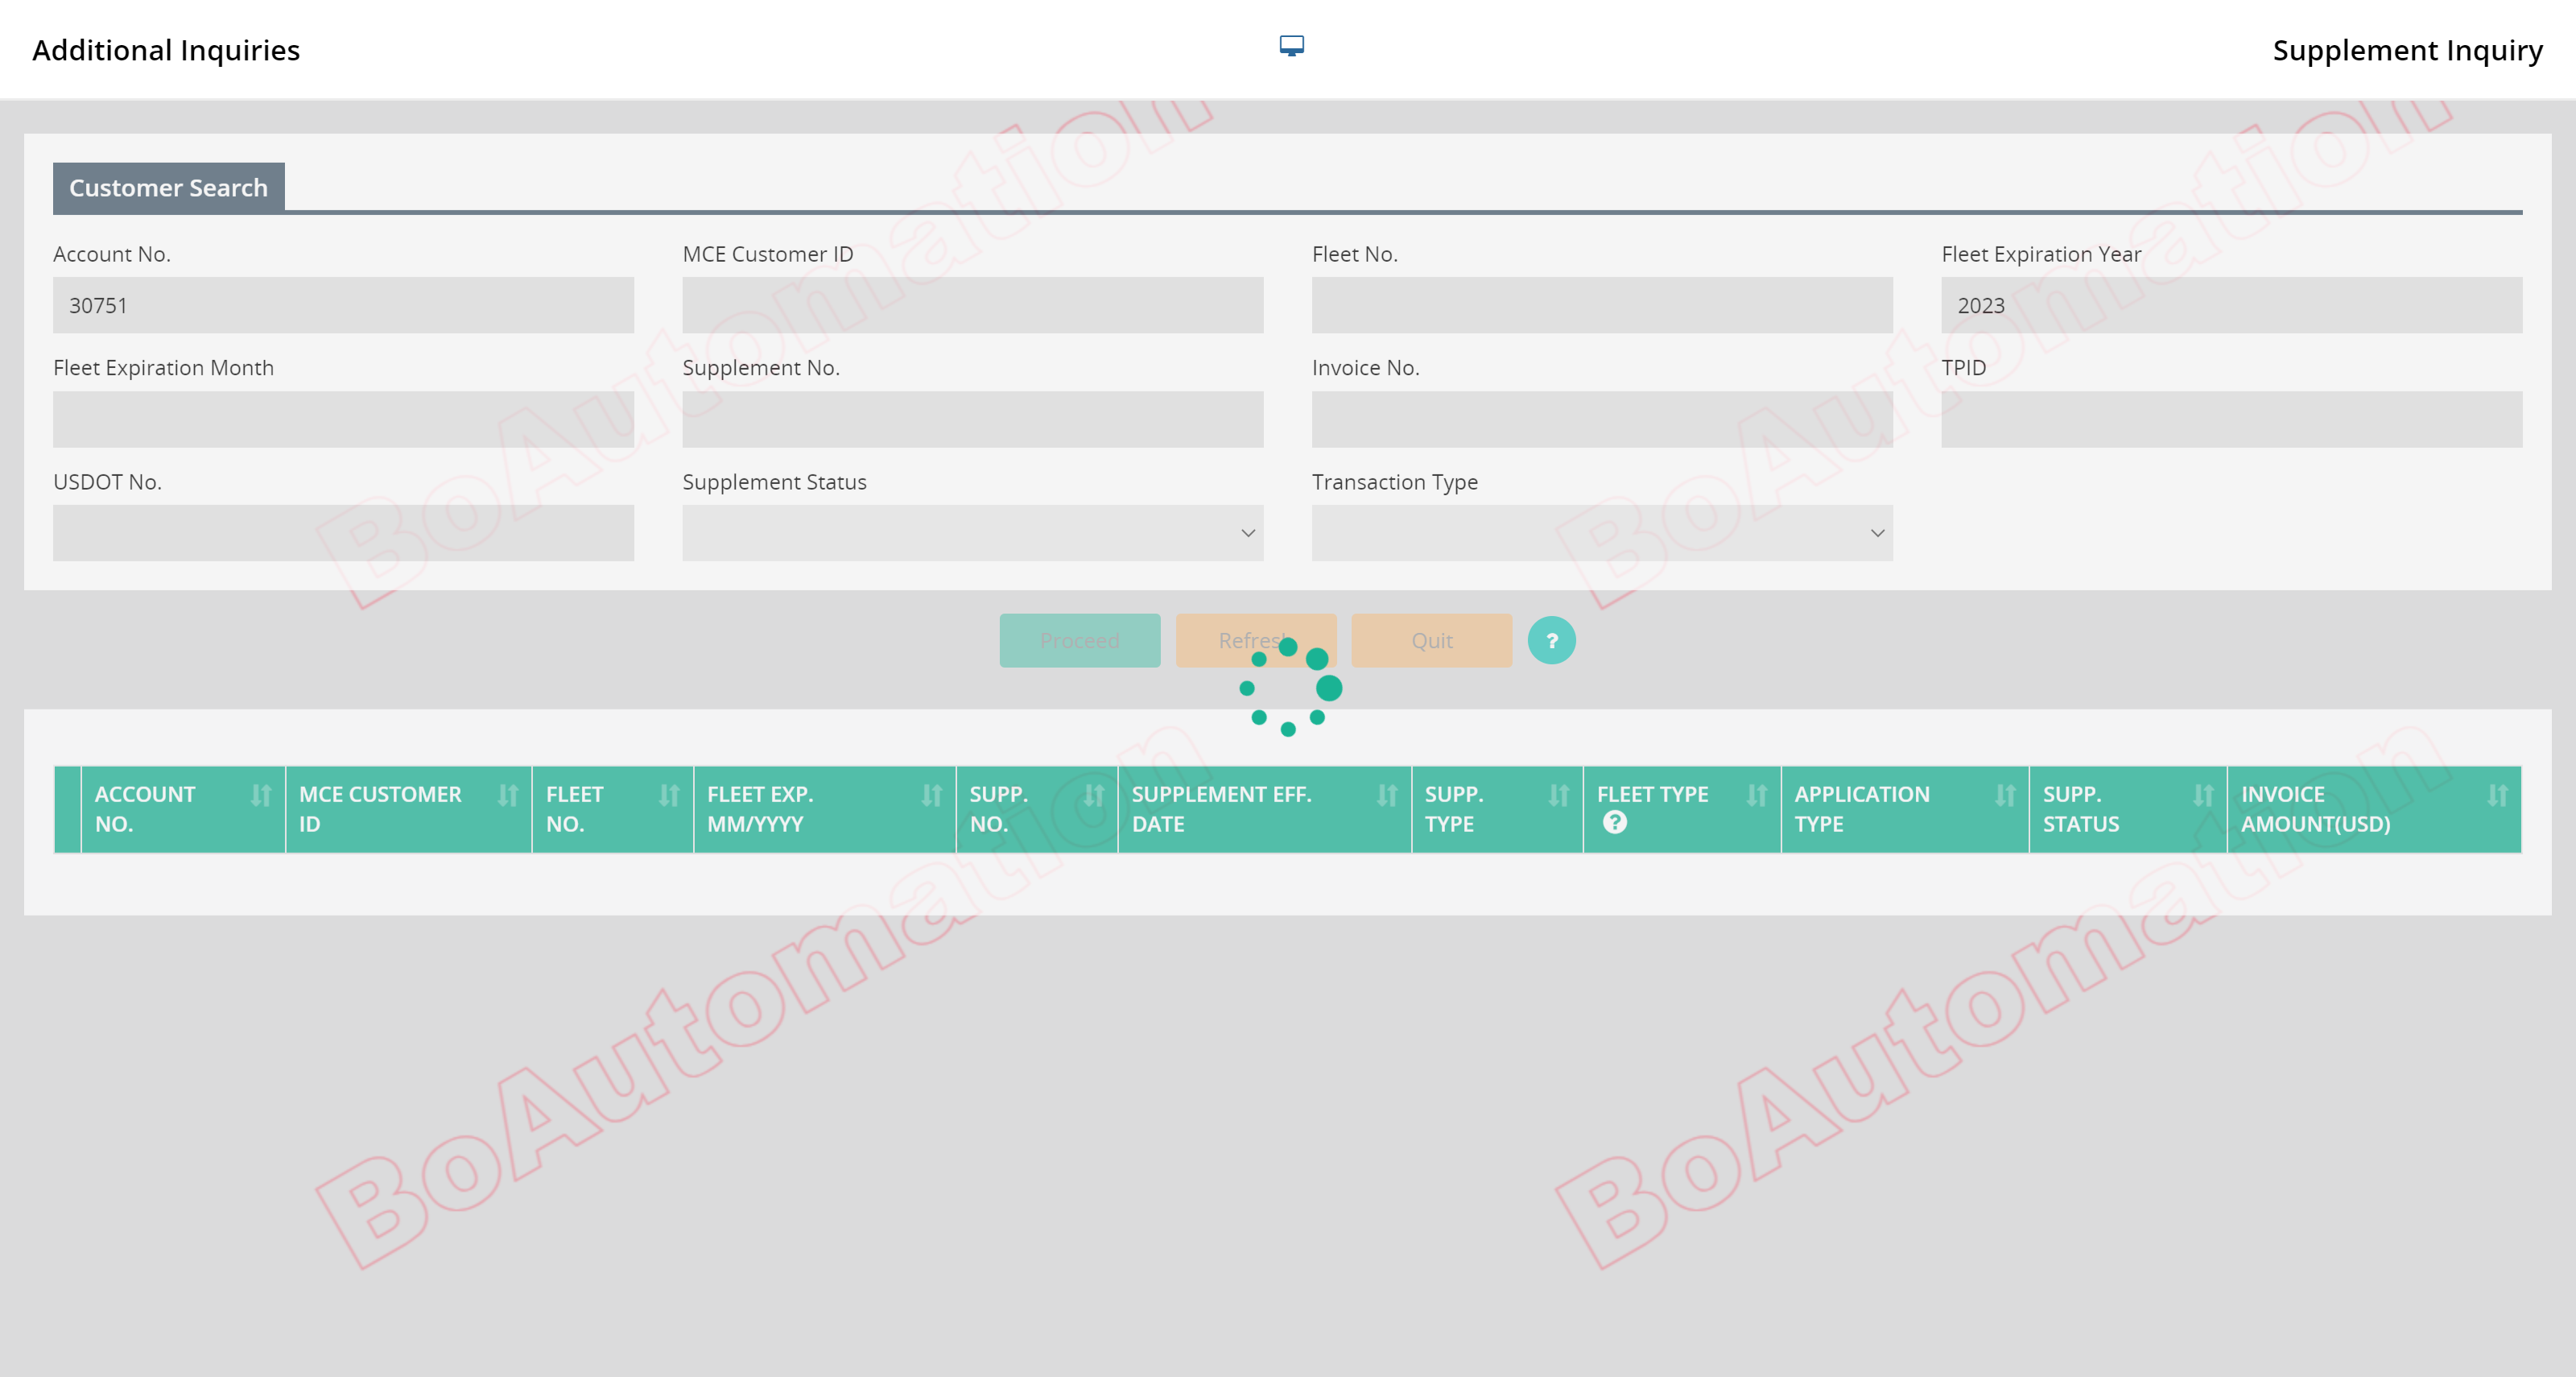 Additional Inquiries
Supplement Inquiry
Customer Search
Account No.
MCE Customer ID
Fleet No.
Fleet Expiration Year
30751
2023
Fleet Expiration Month
Supplement No.
Invoice No.
TPID
USDOT No.
Supplement Status
Transaction Type
Proceed
Refresh
Quit
?
ACCOUNT NO.
MCE CUSTOMER ID
FLEET NO.
FLEET EXP. MM/YYYY
SUPP. NO.
SUPPLEMENT EFF. DATE
SUPP. TYPE
FLEET TYPE ?
APPLICATION TYPE
SUPP. STATUS
INVOICE AMOUNT(USD)
BoAutomation
BoAutomation
BoAutomation
BoAutomation